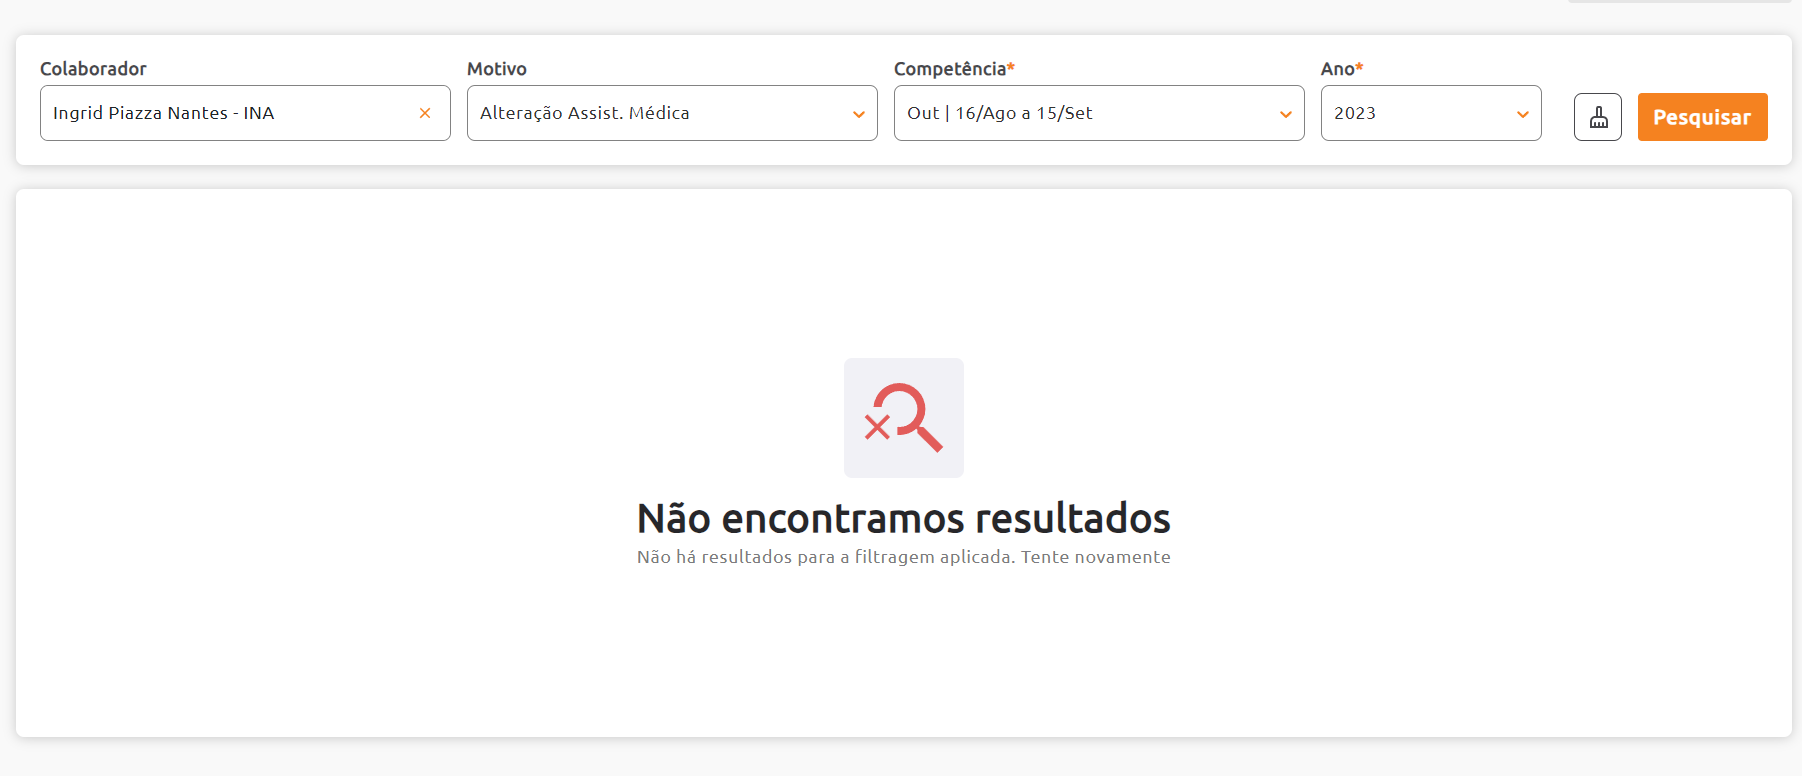 Colaborador
Motivo
Competência*
Ano*
Ingrid Piazza Nantes - INA
Alteração Assist. Médica
Out | 16/Ago a 15/Set
2023
Pesquisar
Não encontramos resultados
Não há resultados para a filtragem aplicada. Tente novamente